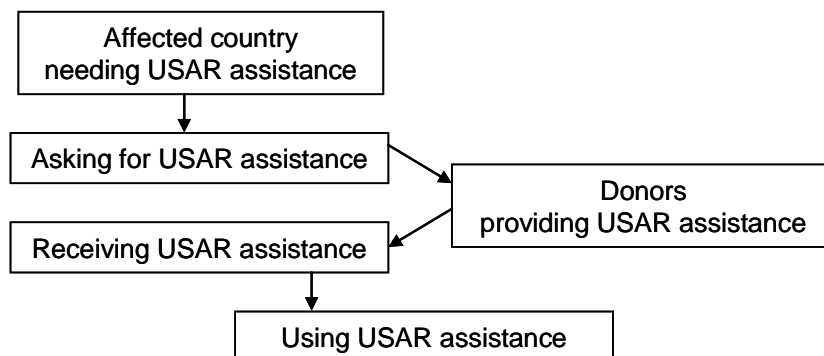 Affected country
needing USAR assistance
Asking for USAR assistance
Donors
providing USAR assistance
Receiving USAR assistance
Using USAR assistance